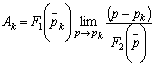 A_k = F_1(p̄_k) lim_{p→p_k} (p − p_k) / F_2(p̄)